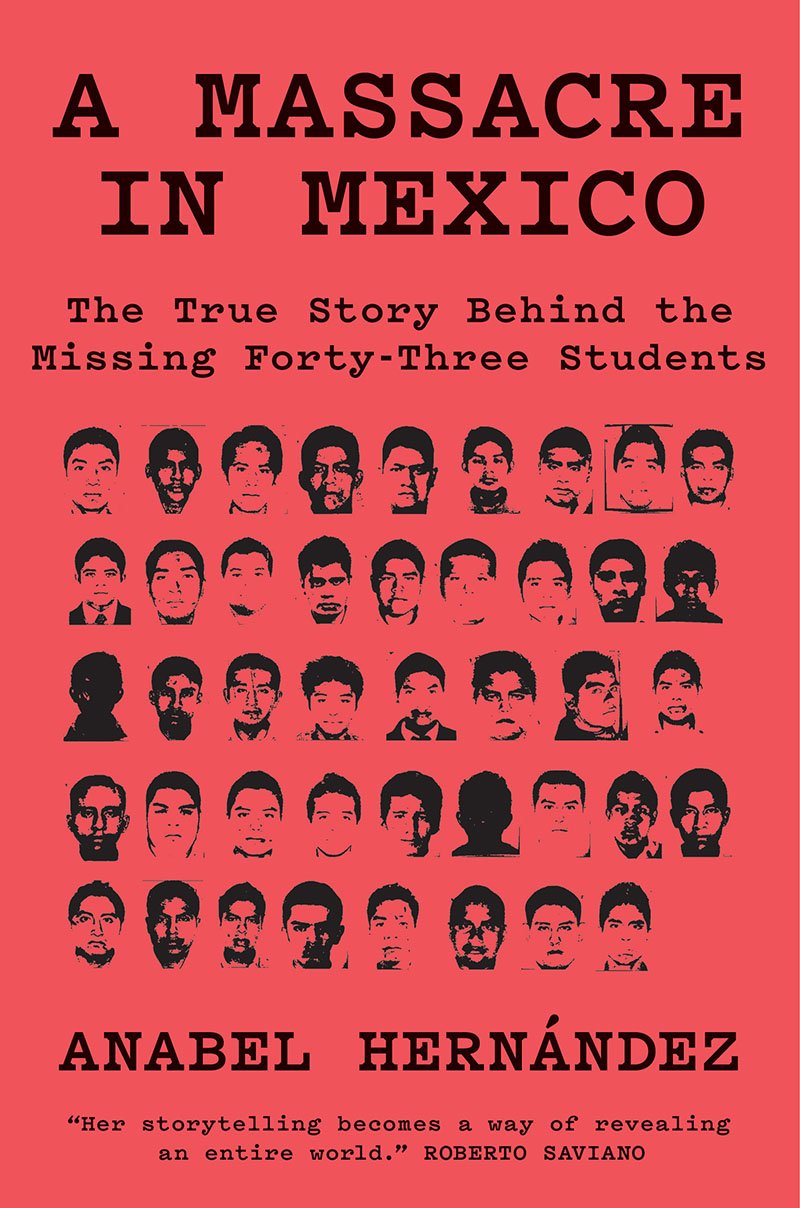 A MASSACRE
IN MEXICO
The True Story Behind the
Missing Forty-Three Students
ANABEL HERNÁNDEZ
“Her storytelling becomes a way of revealing
an entire world.” ROBERTO SAVIANO